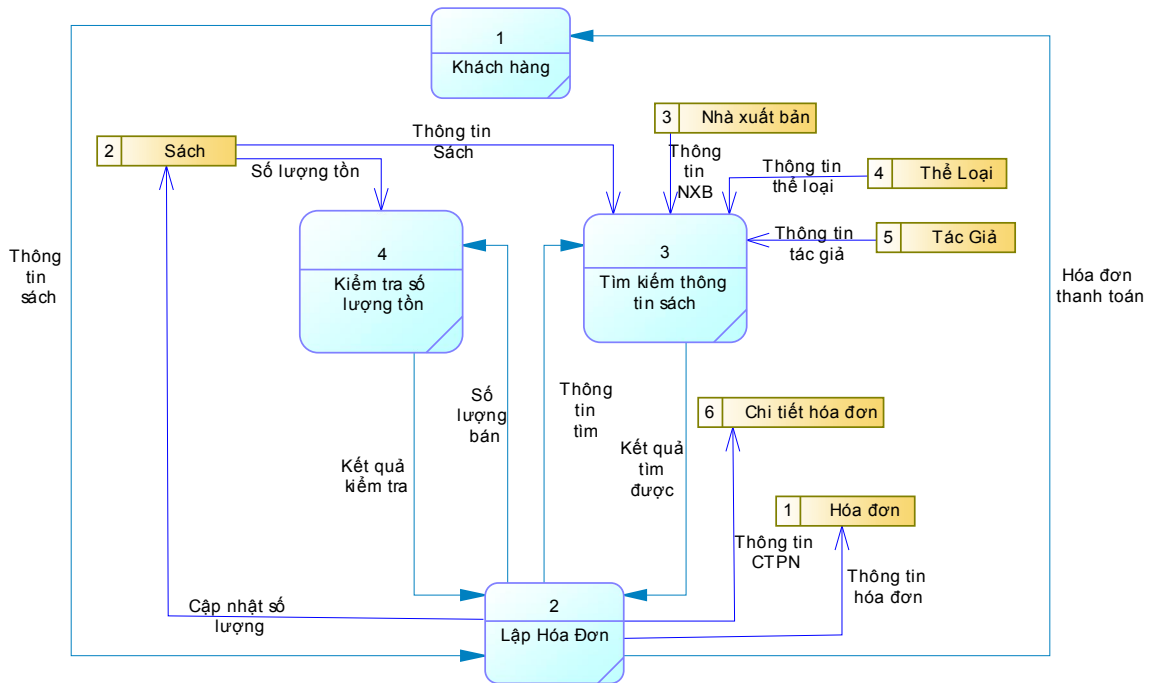 1
Khách hàng
3 Nhà xuất bản
2 Sách
Thông tin
Sách
Số lượng tồn
Thông
tin
NXB
Thông tin
thể loại
4 Thể Loại
Thông tin
tác giả
5 Tác Giả
4
Kiểm tra số
lượng tồn
3
Tìm kiếm thông
tin sách
Thông
tin
sách
Hóa đơn
thanh toán
Số
lượng
bán
Thông
tin
tìm
6 Chi tiết hóa đơn
Kết quả
kiểm tra
Kết quả
tìm
được
1 Hóa đơn
Thông tin
CTPN
Thông tin
hóa đơn
Cập nhật số
lượng
2
Lập Hóa Đơn